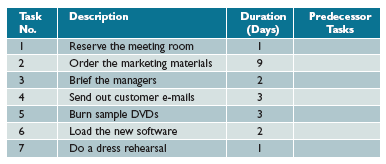 Task No. Description Duration (Days) Predecessor Tasks
1 Reserve the meeting room 1
2 Order the marketing materials 9
3 Brief the managers 2
4 Send out customer e-mails 3
5 Burn sample DVDs 3
6 Load the new software 2
7 Do a dress rehearsal 1